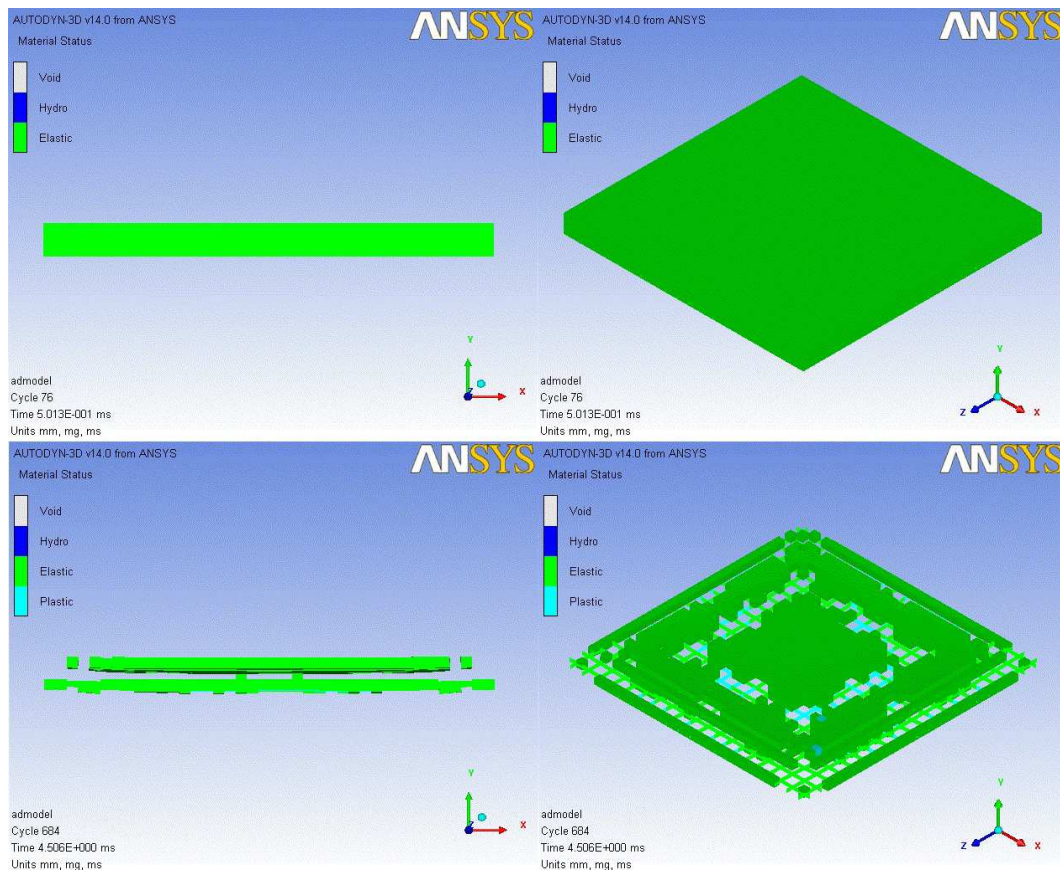 AUTODYN-3D v14.0 from ANSYS
ANSYS
Material Status
Void
Hydro
Elastic
Y
Z
X
admodel
Cycle 76
Time 5.013E-001 ms
Units mm, mg, ms
AUTODYN-3D v14.0 from ANSYS
ANSYS
Material Status
Void
Hydro
Elastic
Y
Z
X
admodel
Cycle 76
Time 5.013E-001 ms
Units mm, mg, ms
AUTODYN-3D v14.0 from ANSYS
ANSYS
Material Status
Void
Hydro
Elastic
Plastic
Y
Z
X
admodel
Cycle 684
Time 4.506E+000 ms
Units mm, mg, ms
AUTODYN-3D v14.0 from ANSYS
ANSYS
Material Status
Void
Hydro
Elastic
Plastic
Y
Z
X
admodel
Cycle 684
Time 4.506E+000 ms
Units mm, mg, ms